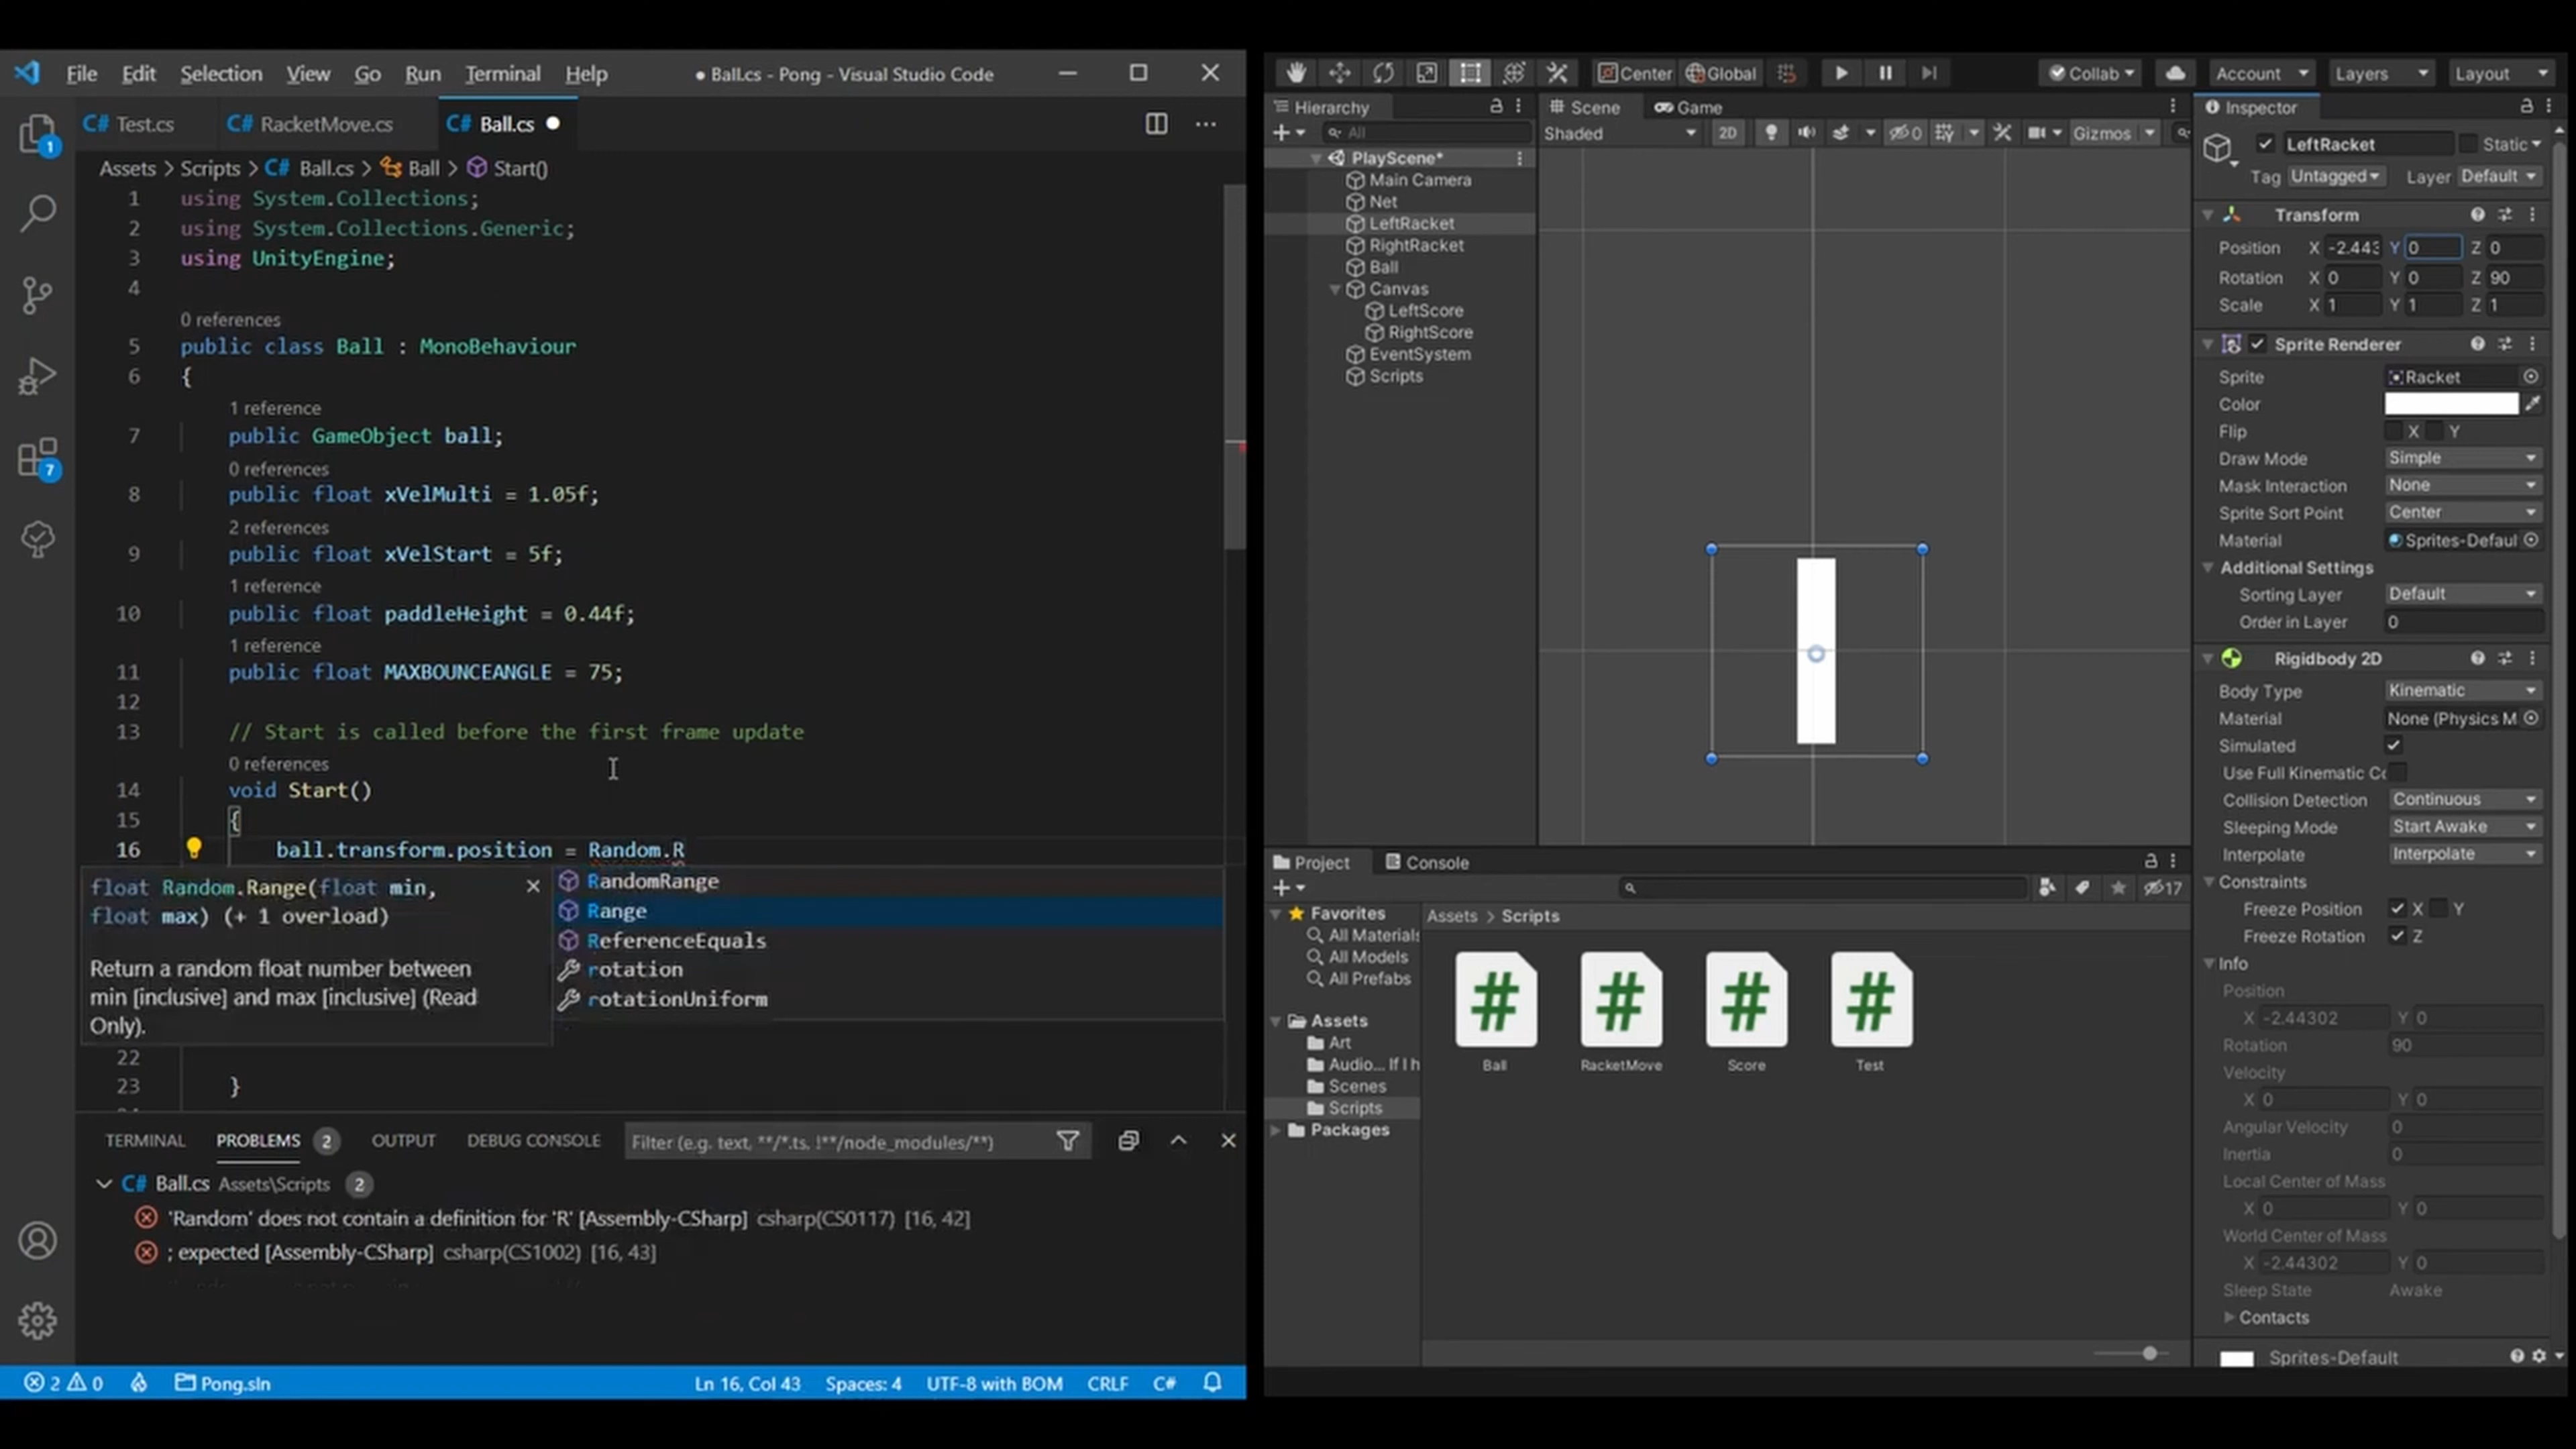 File Edit Selection View Go Run Terminal Help ● Ball.cs - Pong - Visual Studio Code
C# Test.cs C# RacketMove.cs C# Ball.cs ●
Assets > Scripts > C# Ball.cs > Ball > Start()
1 using System.Collections;
2 using System.Collections.Generic;
3 using UnityEngine;
4
0 references
5 public class Ball : MonoBehaviour
6 {
1 reference
7 public GameObject ball;
0 references
8 public float xVelMulti = 1.05f;
2 references
9 public float xVelStart = 5f;
1 reference
10 public float paddleHeight = 0.44f;
1 reference
11 public float MAXBOUNCEANGLE = 75;
12
13 // Start is called before the first frame update
0 references
14 void Start()
15 {
16 ball.transform.position = Random.R
float Random.Range(float min,
float max) (+ 1 overload)
Return a random float number between
min [inclusive] and max [inclusive] (Read
Only).
RandomRange
Range
ReferenceEquals
rotation
rotationUniform
22
23 }
TERMINAL PROBLEMS 2 OUTPUT DEBUG CONSOLE Filter (e.g. text, **/*.ts, !**/node_modules/**)
C# Ball.cs Assets\Scripts 2
'Random' does not contain a definition for 'R' [Assembly-CSharp] csharp(CS0117) [16, 42]
; expected [Assembly-CSharp] csharp(CS1002) [16, 43]
1
7
2 0 Pong.sln Ln 16, Col 43 Spaces: 4 UTF-8 with BOM CRLF C#
Center Global Collab Account Layers Layout
Hierarchy
All
PlayScene*
Main Camera
Net
LeftRacket
RightRacket
Ball
Canvas
LeftScore
RightScore
EventSystem
Scripts
Scene Game
Shaded 2D 0 Gizmos
Project Console
17
Favorites
All Materials
All Models
All Prefabs
Assets
Art
Audio... If I h
Scenes
Scripts
Packages
Assets > Scripts
Ball RacketMove Score Test
Inspector
LeftRacket Static
Tag Untagged Layer Default
Transform
Position X -2.443 Y 0 Z 0
Rotation X 0 Y 0 Z 90
Scale X 1 Y 1 Z 1
Sprite Renderer
Sprite Racket
Color
Flip X Y
Draw Mode Simple
Mask Interaction None
Sprite Sort Point Center
Material Sprites-Defaul
Additional Settings
Sorting Layer Default
Order in Layer 0
Rigidbody 2D
Body Type Kinematic
Material None (Physics M
Simulated
Use Full Kinematic Co
Collision Detection Continuous
Sleeping Mode Start Awake
Interpolate Interpolate
Constraints
Freeze Position X Y
Freeze Rotation Z
Info
Position
X -2.44302 Y 0
Rotation 90
Velocity
X 0 Y 0
Angular Velocity 0
Inertia 0
Local Center of Mass
X 0 Y 0
World Center of Mass
X -2.44302 Y 0
Sleep State Awake
Contacts
Sprites-Default